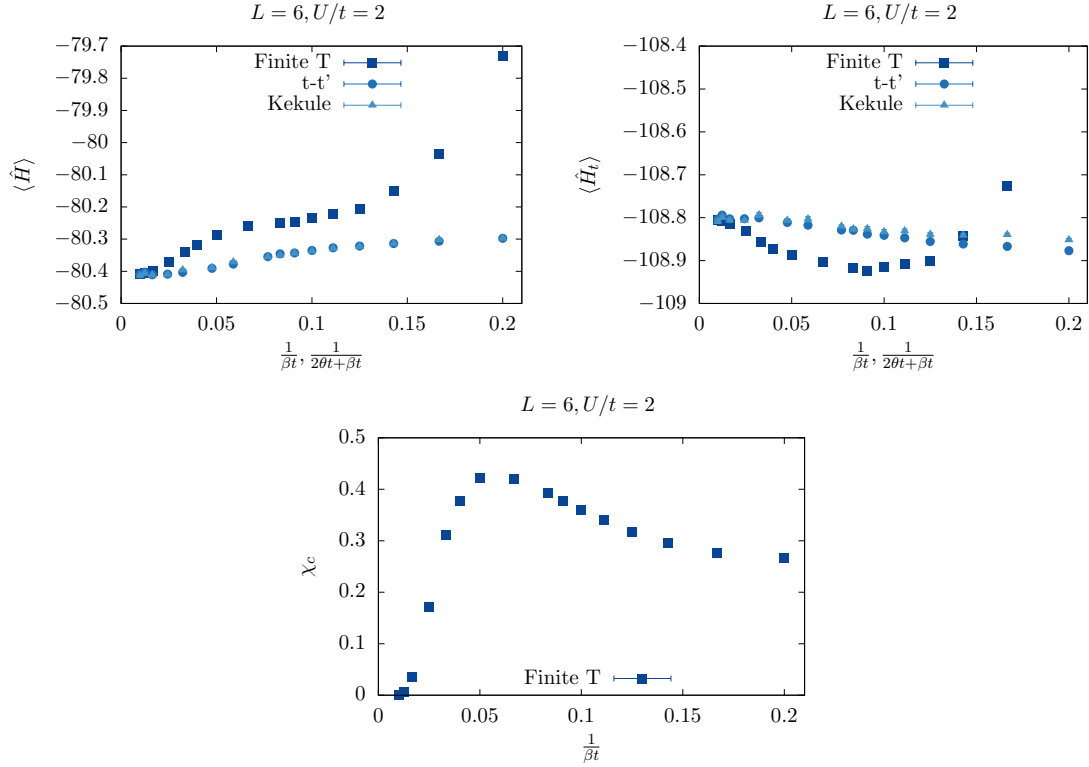 L = 6, U/t = 2
⟨Ĥ⟩
−79.7
−79.8
−79.9
−80
−80.1
−80.2
−80.3
−80.4
−80.5
Finite T
t-t'
Kekule
0 0.05 0.1 0.15 0.2
1/βt, 1/(2θt+βt)
L = 6, U/t = 2
⟨Ĥ_t⟩
−108.4
−108.5
−108.6
−108.7
−108.8
−108.9
−109
Finite T
t-t'
Kekule
0 0.05 0.1 0.15 0.2
1/βt, 1/(2θt+βt)
L = 6, U/t = 2
χ_c
0.5
0.4
0.3
0.2
0.1
0
Finite T
0 0.05 0.1 0.15 0.2
1/βt